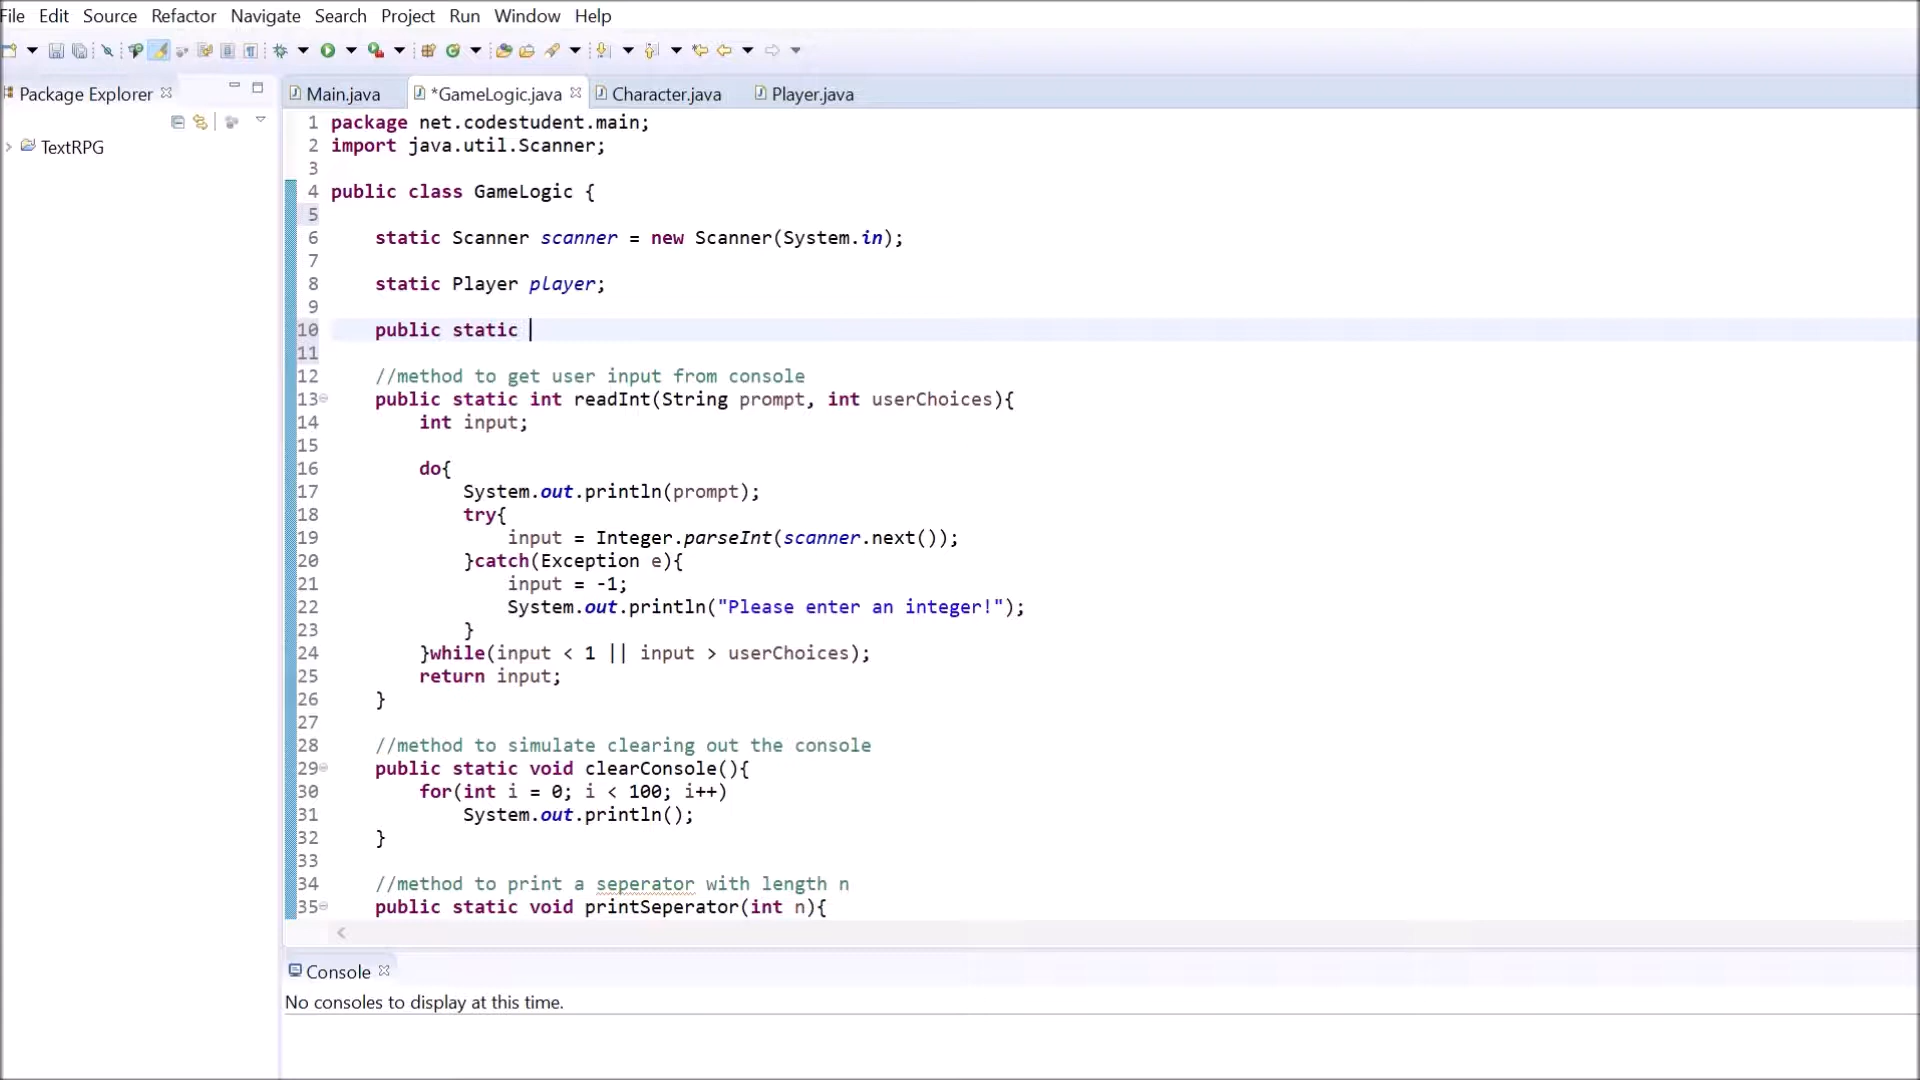 File Edit Source Refactor Navigate Search Project Run Window Help
Package Explorer
TextRPG
Main.java *GameLogic.java Character.java Player.java
1 package net.codestudent.main;
2 import java.util.Scanner;
3
4 public class GameLogic {
5
6 static Scanner scanner = new Scanner(System.in);
7
8 static Player player;
9
10 public static
11
12 //method to get user input from console
13 public static int readInt(String prompt, int userChoices){
14 int input;
15
16 do{
17 System.out.println(prompt);
18 try{
19 input = Integer.parseInt(scanner.next());
20 }catch(Exception e){
21 input = -1;
22 System.out.println("Please enter an integer!");
23 }
24 }while(input < 1 || input > userChoices);
25 return input;
26 }
27
28 //method to simulate clearing out the console
29 public static void clearConsole(){
30 for(int i = 0; i < 100; i++)
31 System.out.println();
32 }
33
34 //method to print a seperator with length n
35 public static void printSeperator(int n){
Console
No consoles to display at this time.